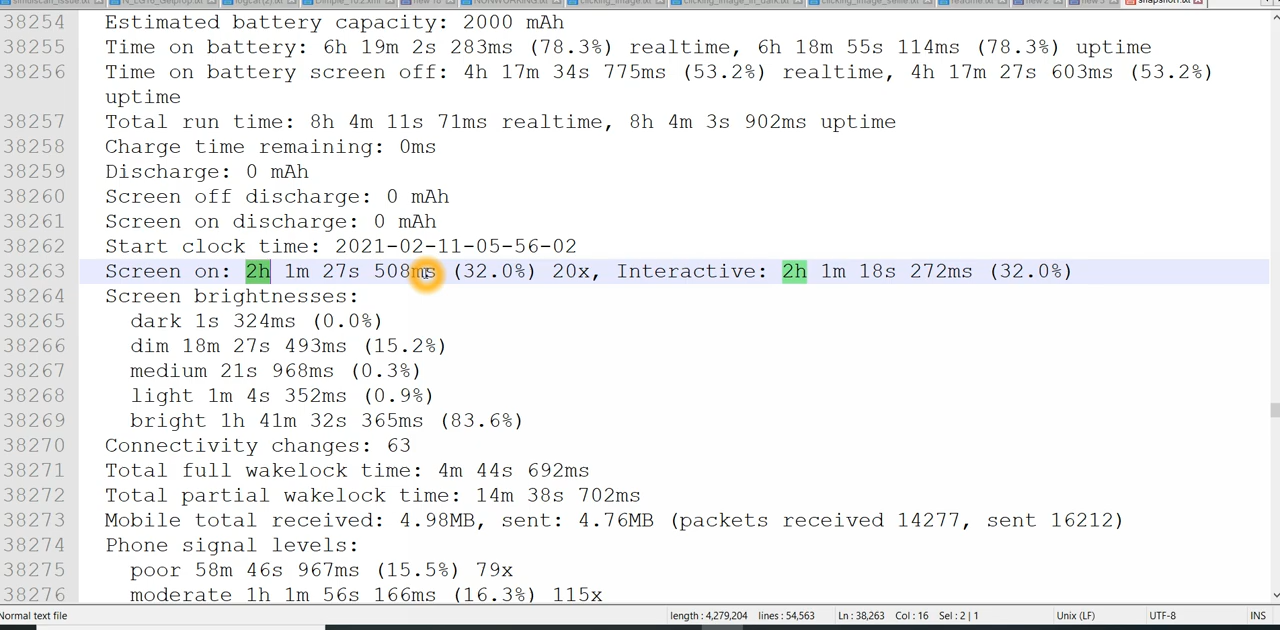 38254 Estimated battery capacity: 2000 mAh
38255 Time on battery: 6h 19m 2s 283ms (78.3%) realtime, 6h 18m 55s 114ms (78.3%) uptime
38256 Time on battery screen off: 4h 17m 34s 775ms (53.2%) realtime, 4h 17m 27s 603ms (53.2%)
uptime
38257 Total run time: 8h 4m 11s 71ms realtime, 8h 4m 3s 902ms uptime
38258 Charge time remaining: 0ms
38259 Discharge: 0 mAh
38260 Screen off discharge: 0 mAh
38261 Screen on discharge: 0 mAh
38262 Start clock time: 2021-02-11-05-56-02
38263 Screen on: 2h 1m 27s 508ms (32.0%) 20x, Interactive: 2h 1m 18s 272ms (32.0%)
38264 Screen brightnesses:
38265 dark 1s 324ms (0.0%)
38266 dim 18m 27s 493ms (15.2%)
38267 medium 21s 968ms (0.3%)
38268 light 1m 4s 352ms (0.9%)
38269 bright 1h 41m 32s 365ms (83.6%)
38270 Connectivity changes: 63
38271 Total full wakelock time: 4m 44s 692ms
38272 Total partial wakelock time: 14m 38s 702ms
38273 Mobile total received: 4.98MB, sent: 4.76MB (packets received 14277, sent 16212)
38274 Phone signal levels:
38275 poor 58m 46s 967ms (15.5%) 79x
38276 moderate 1h 1m 56s 166ms (16.3%) 115x
Normal text file length : 4,279,204 lines : 54,563 Ln : 38,263 Col : 16 Sel : 2 | 1 Unix (LF) UTF-8 INS